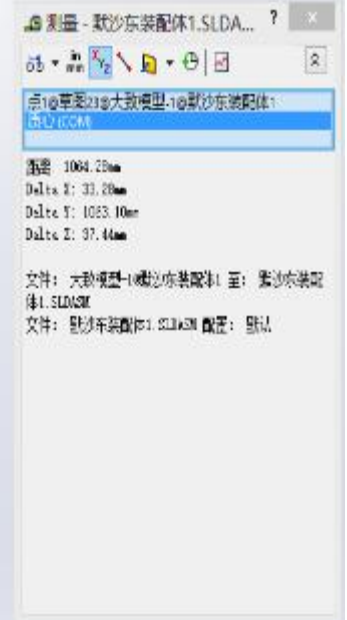 测量 - 默沙东装配体1.SLDA... ?
in
mm
点1@草图23@大致模型-1@默沙东装配体1
质心(COM)
距离: 1064.28mm
Delta X: 33.28mm
Delta Y: 1063.10mm
Delta Z: 37.44mm
文件: 大致模型-1@默沙东装配体1 至: 默沙东装配
体1.SLDASM
文件: 默沙东装配体1.SLDASM 配置: 默认